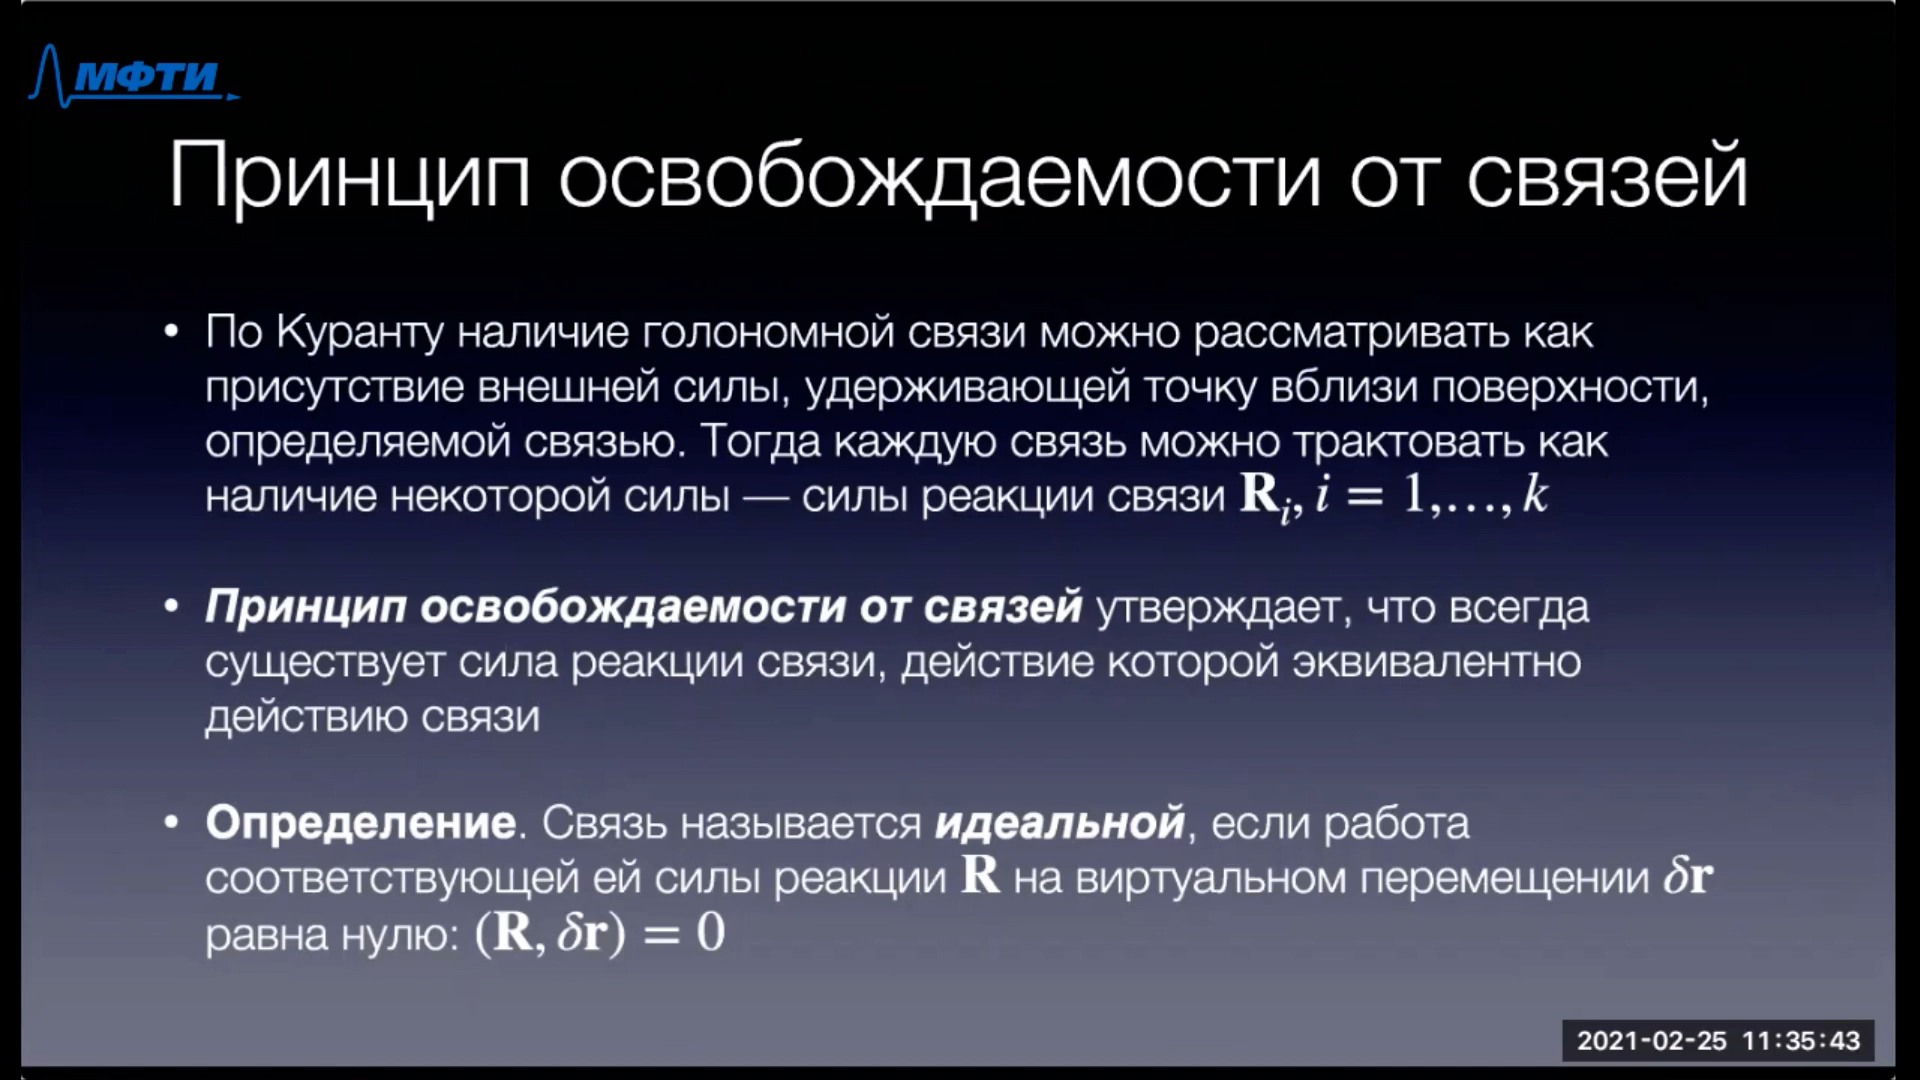 МФТИ
Принцип освобождаемости от связей
• По Куранту наличие голономной связи можно рассматривать как
присутствие внешней силы, удерживающей точку вблизи поверхности,
определяемой связью. Тогда каждую связь можно трактовать как
наличие некоторой силы — силы реакции связи R_i, i = 1,…, k
• Принцип освобождаемости от связей утверждает, что всегда
существует сила реакции связи, действие которой эквивалентно
действию связи
• Определение. Связь называется идеальной, если работа
соответствующей ей силы реакции R на виртуальном перемещении δr
равна нулю: (R, δr) = 0
2021-02-25 11:35:43